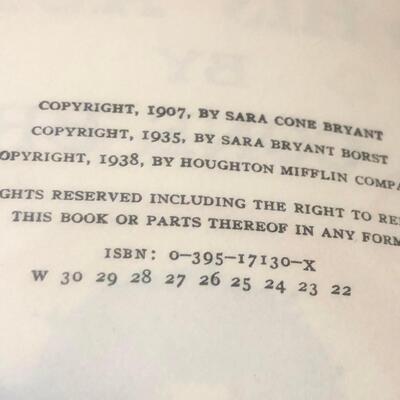 COPYRIGHT, 1907, BY SARA CONE BRYANT
COPYRIGHT, 1935, BY SARA BRYANT BORST
OPYRIGHT, 1938, BY HOUGHTON MIFFLIN COMPA
GHTS RESERVED INCLUDING THE RIGHT TO RE
THIS BOOK OR PARTS THEREOF IN ANY FORM
ISBN: 0-395-17130-X
W 30 29 28 27 26 25 24 23 22